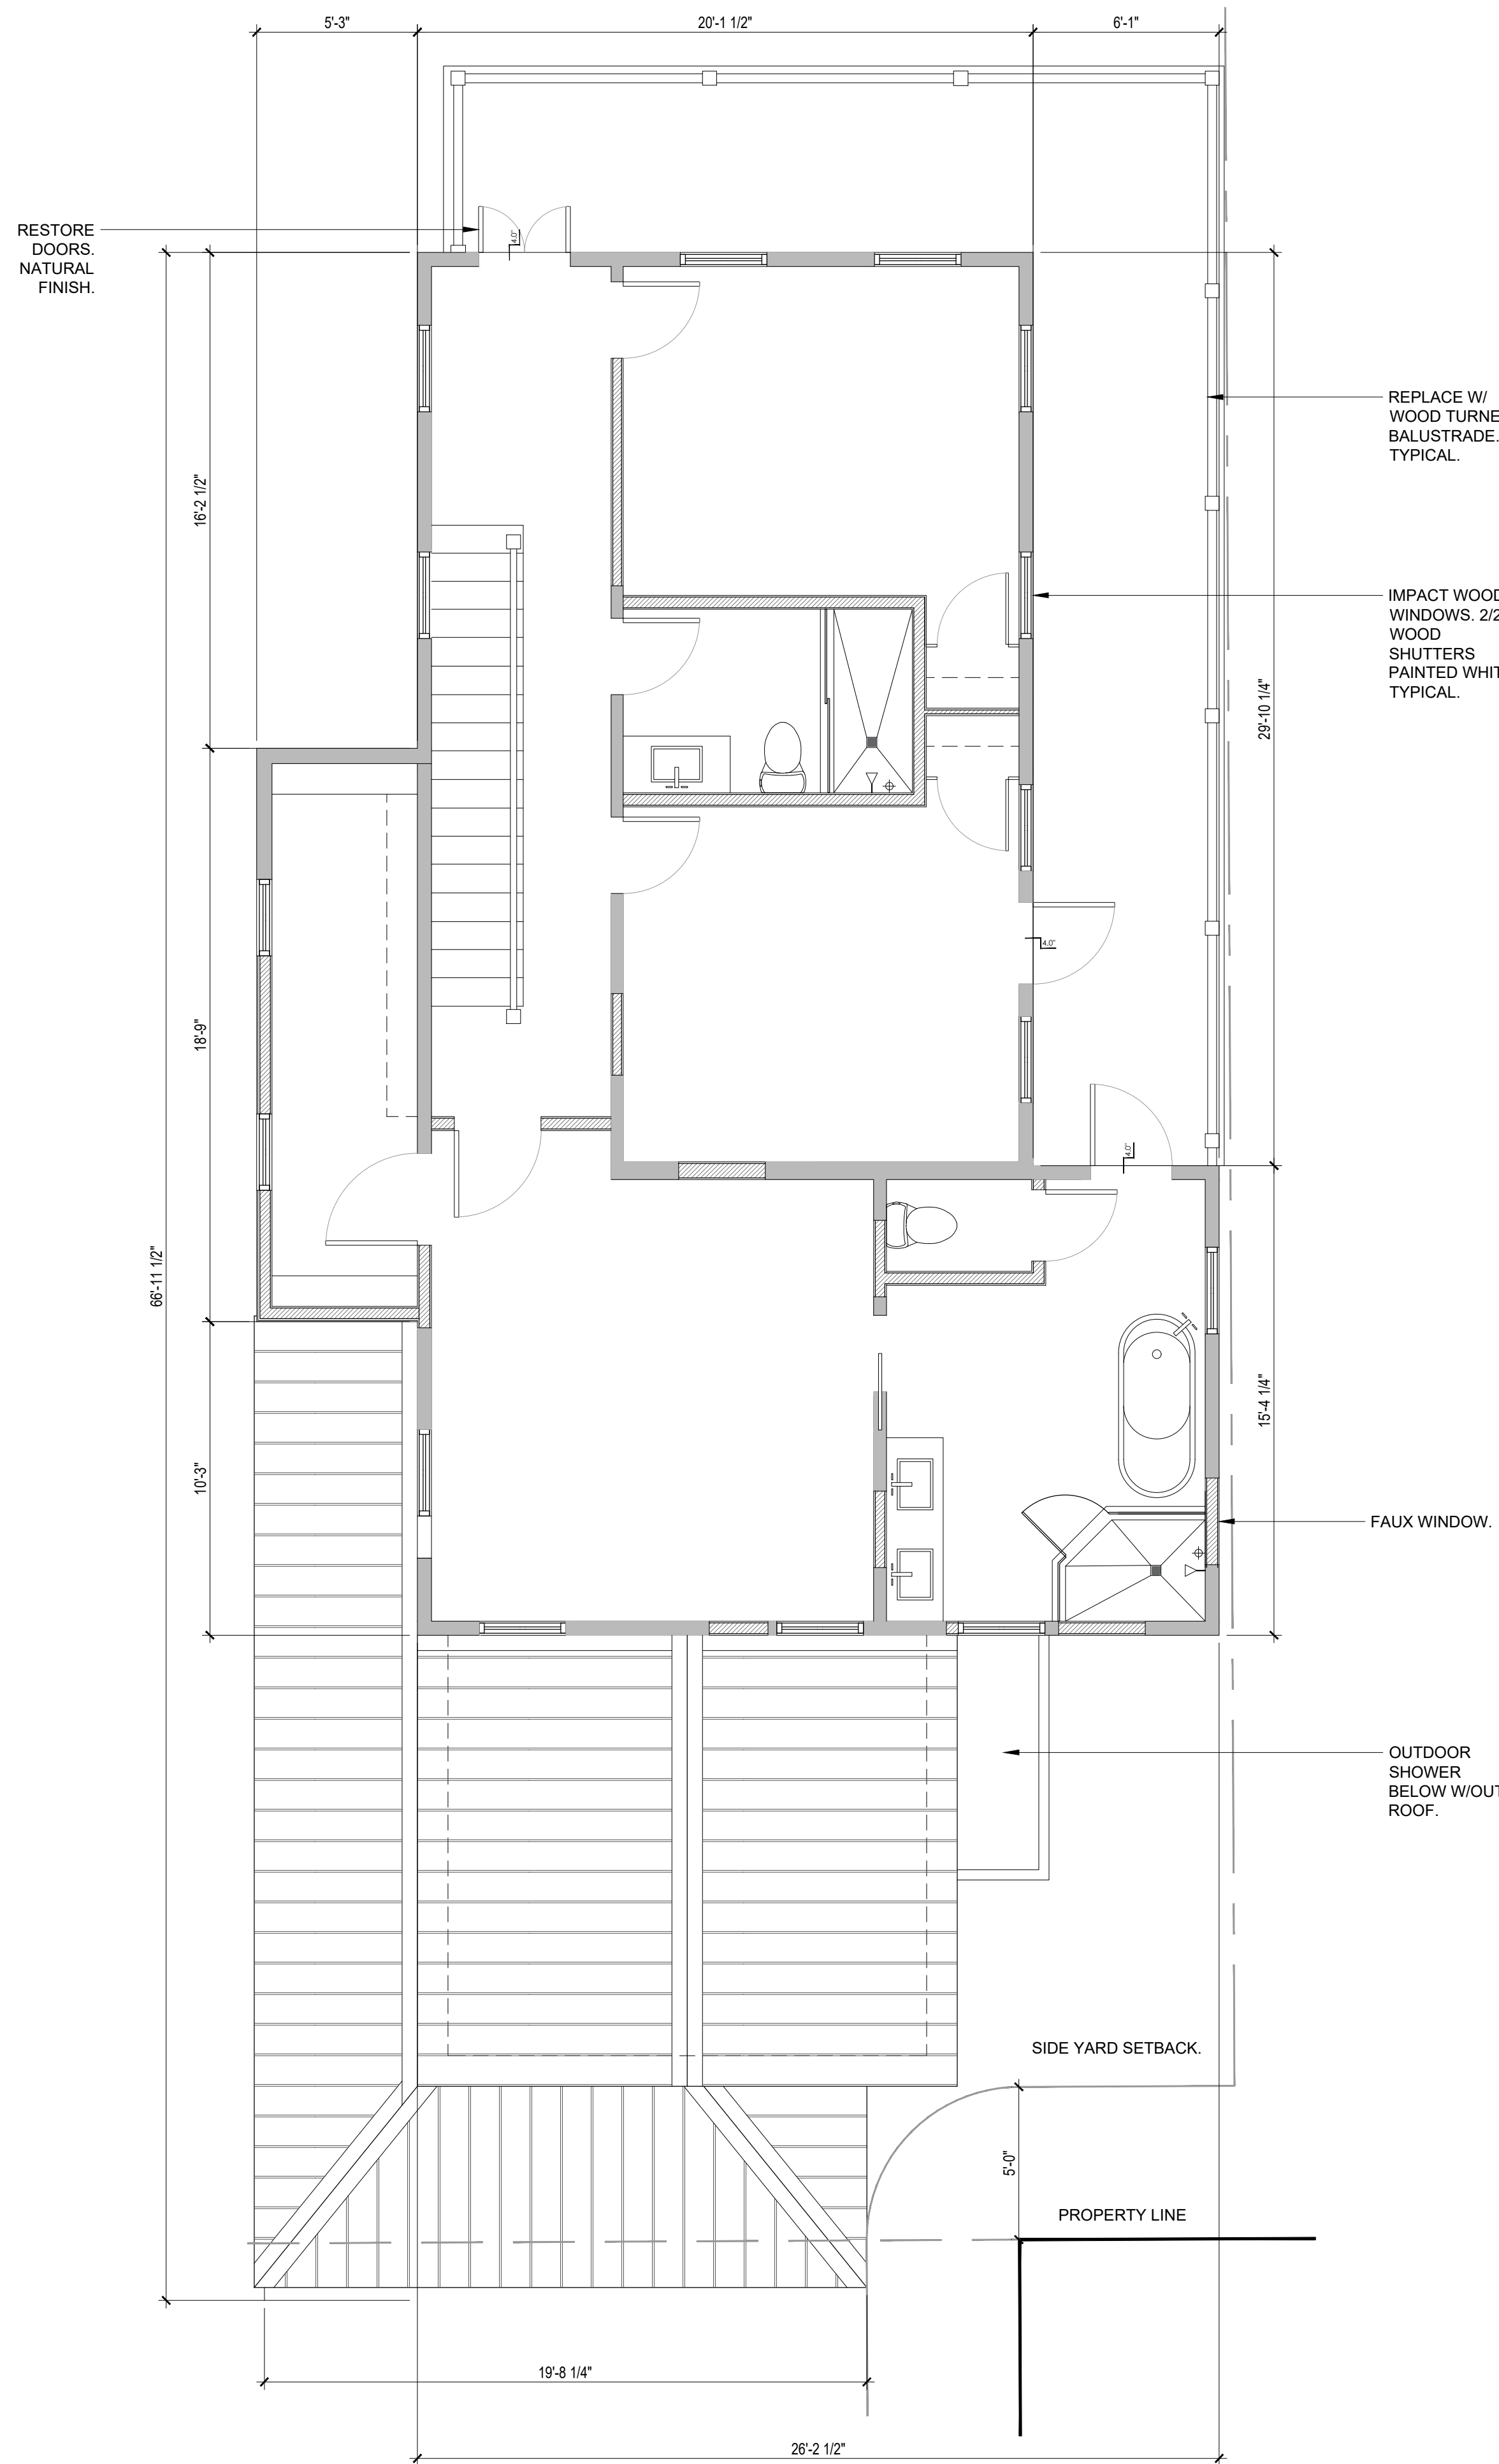 5'-3"
20'-1 1/2"
6'-1"
RESTORE
DOORS.
NATURAL
FINISH.
4.0"
REPLACE W/
WOOD TURNE
BALUSTRADE.
TYPICAL.
16'-2 1/2"
IMPACT WOOD
WINDOWS. 2/2
WOOD
SHUTTERS
PAINTED WHIT
TYPICAL.
29'-10 1/4"
4.0"
18'-9"
4.0"
66'-11 1/2"
15'-4 1/4"
10'-3"
FAUX WINDOW.
OUTDOOR
SHOWER
BELOW W/OUT
ROOF.
SIDE YARD SETBACK.
5'-0"
PROPERTY LINE
19'-8 1/4"
26'-2 1/2"